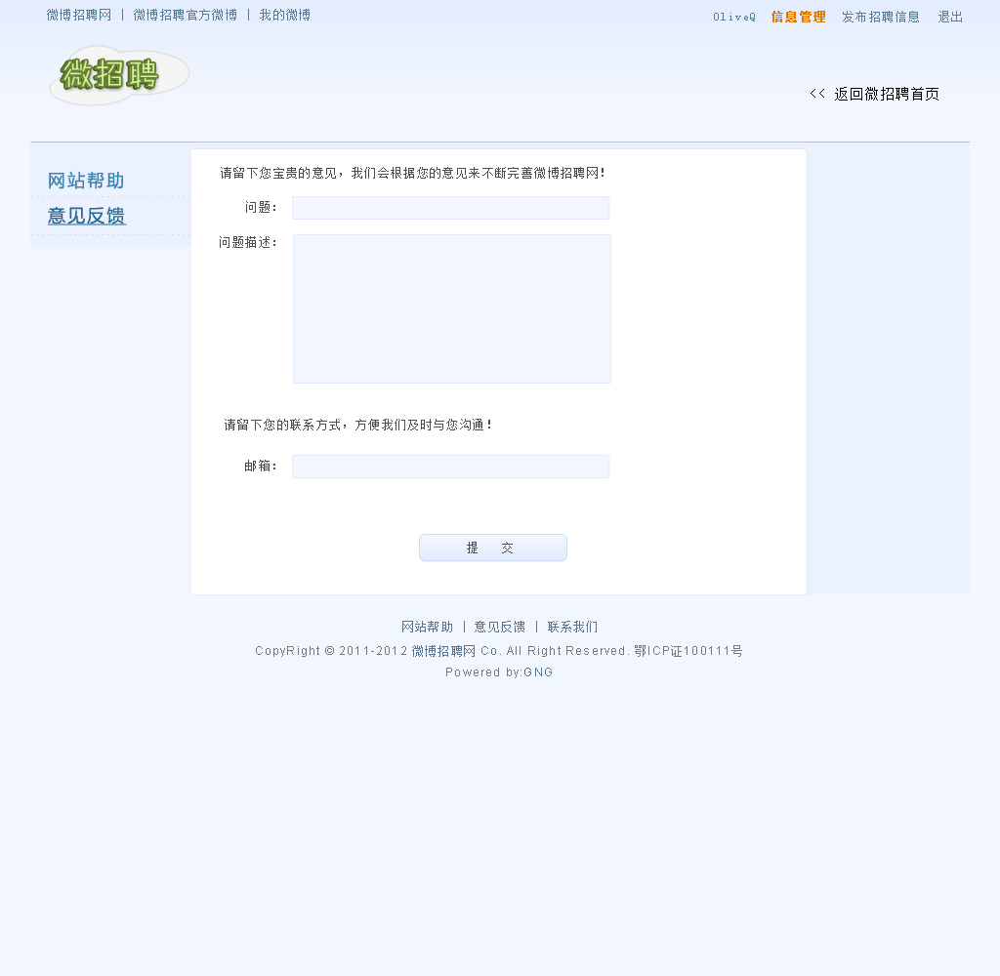 微博招聘网 | 微博招聘官方微博 | 我的微博
OliveQ 信息管理 发布招聘信息 退出
微招聘
<< 返回微招聘首页
网站帮助
意见反馈
请留下您宝贵的意见，我们会根据您的意见来不断完善微博招聘网！
问题：
问题描述：
请留下您的联系方式，方便我们及时与您沟通！
邮箱：
提 交
网站帮助 | 意见反馈 | 联系我们
CopyRight © 2011-2012 微博招聘网 Co. All Right Reserved. 鄂ICP证100111号
Powered by:GNG